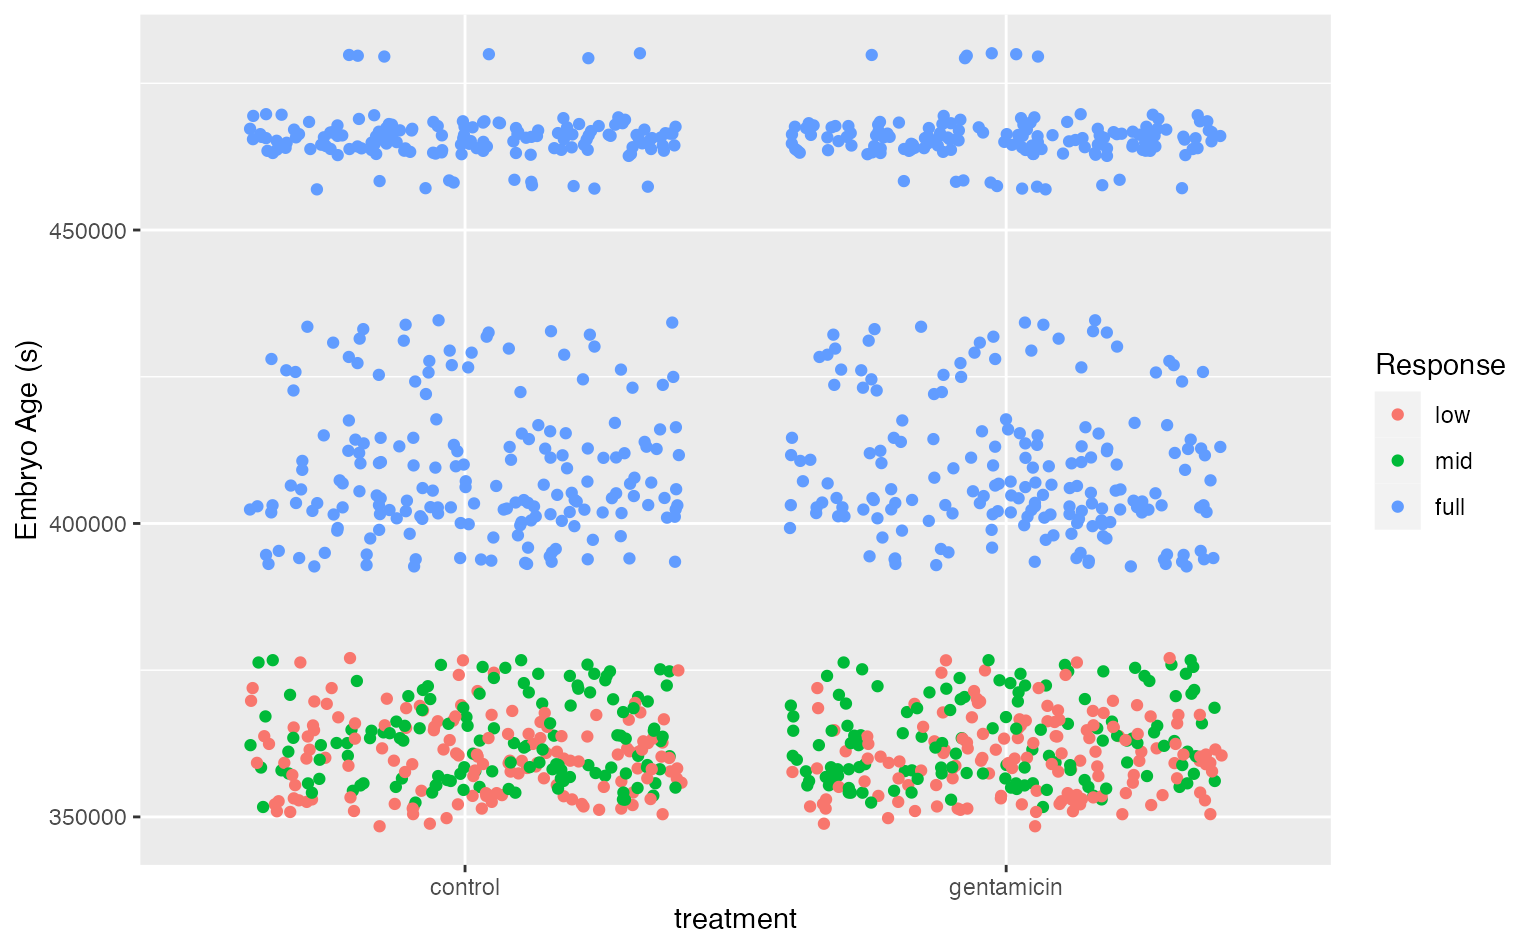 Embryo Age (s)
450000
400000
350000
control
gentamicin
treatment
Response
low
mid
full